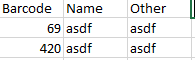 Barcode Name Other
69 asdf asdf
420 asdf asdf